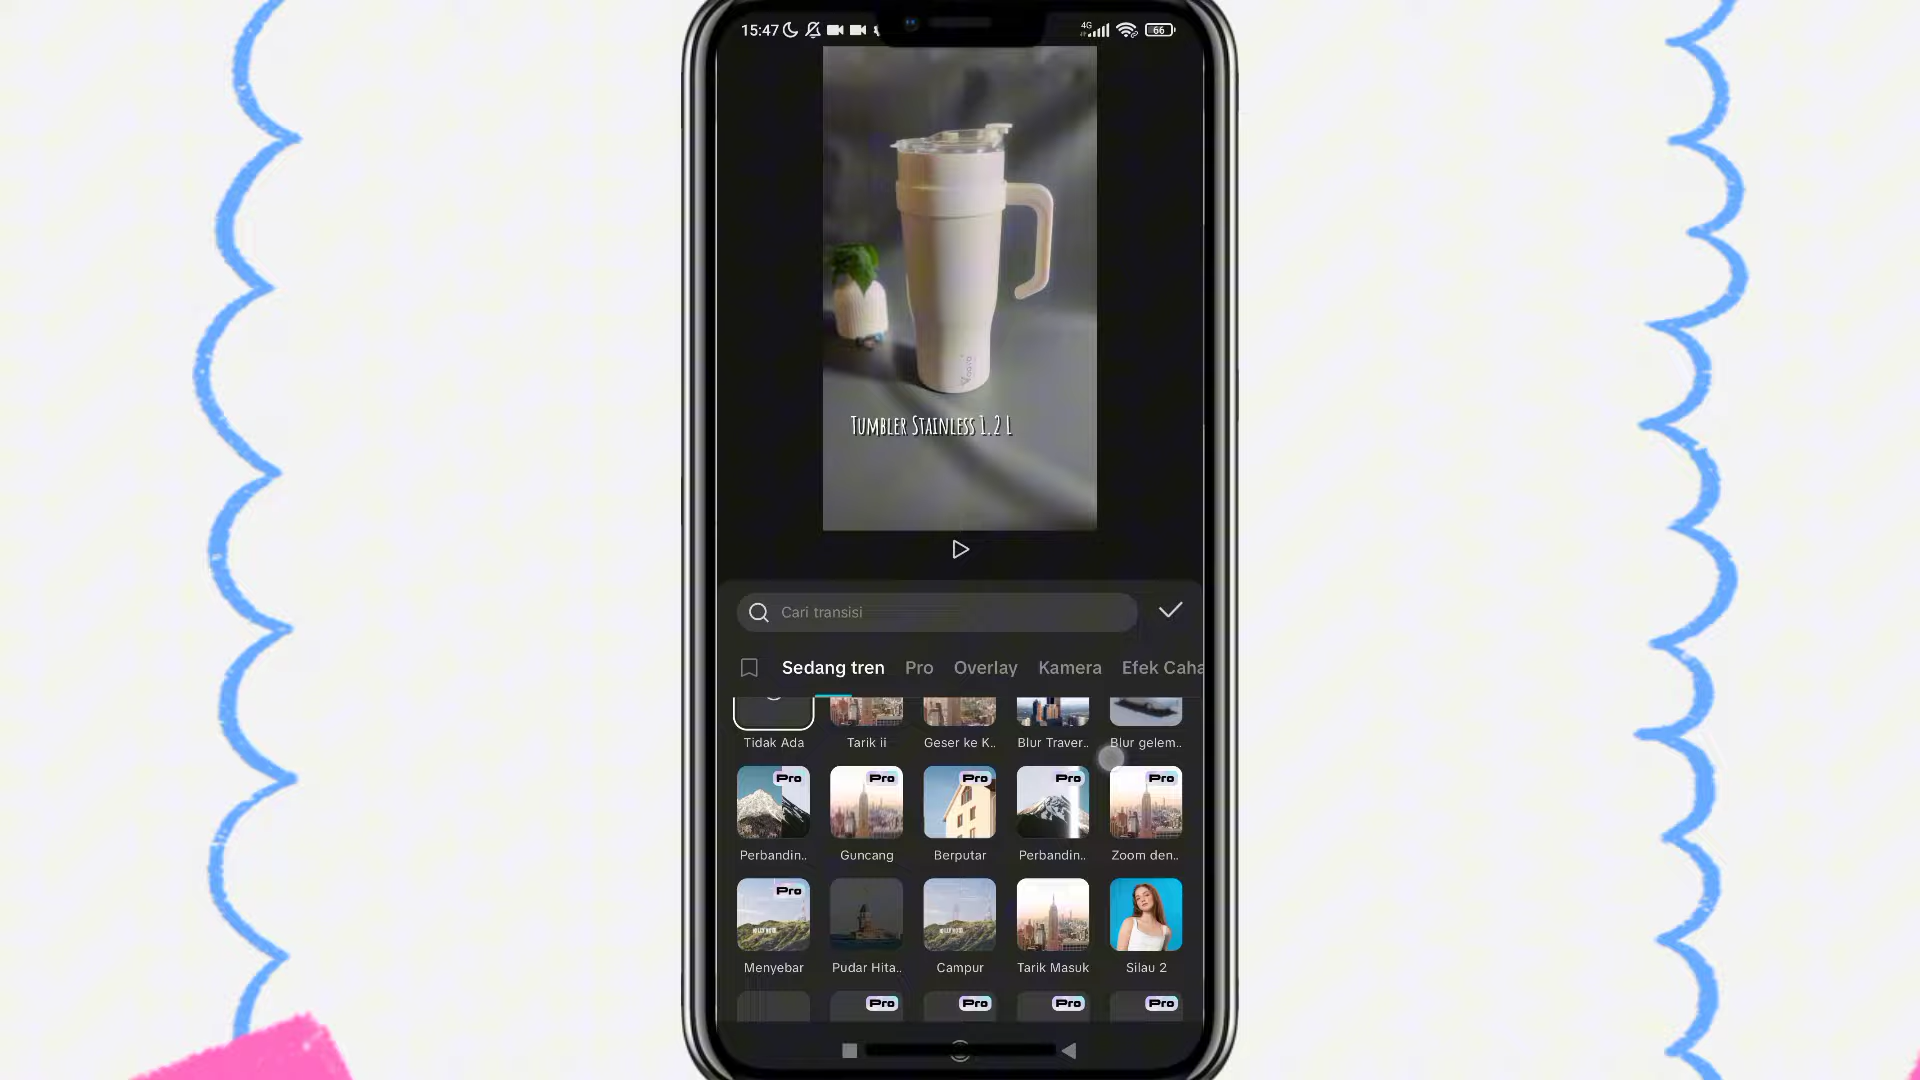 15:47
4G
66
Tumbler Stainless 1.2 L
Cari transisi
Sedang tren Pro Overlay Kamera Efek Caha
Tidak Ada Tarik ii Geser ke K.. Blur Traver.. Blur gelem..
Pro Pro Pro Pro Pro
Perbandin.. Guncang Berputar Perbandin.. Zoom den..
Pro
Menyebar Pudar Hita.. Campur Tarik Masuk Silau 2
Pro Pro Pro Pro